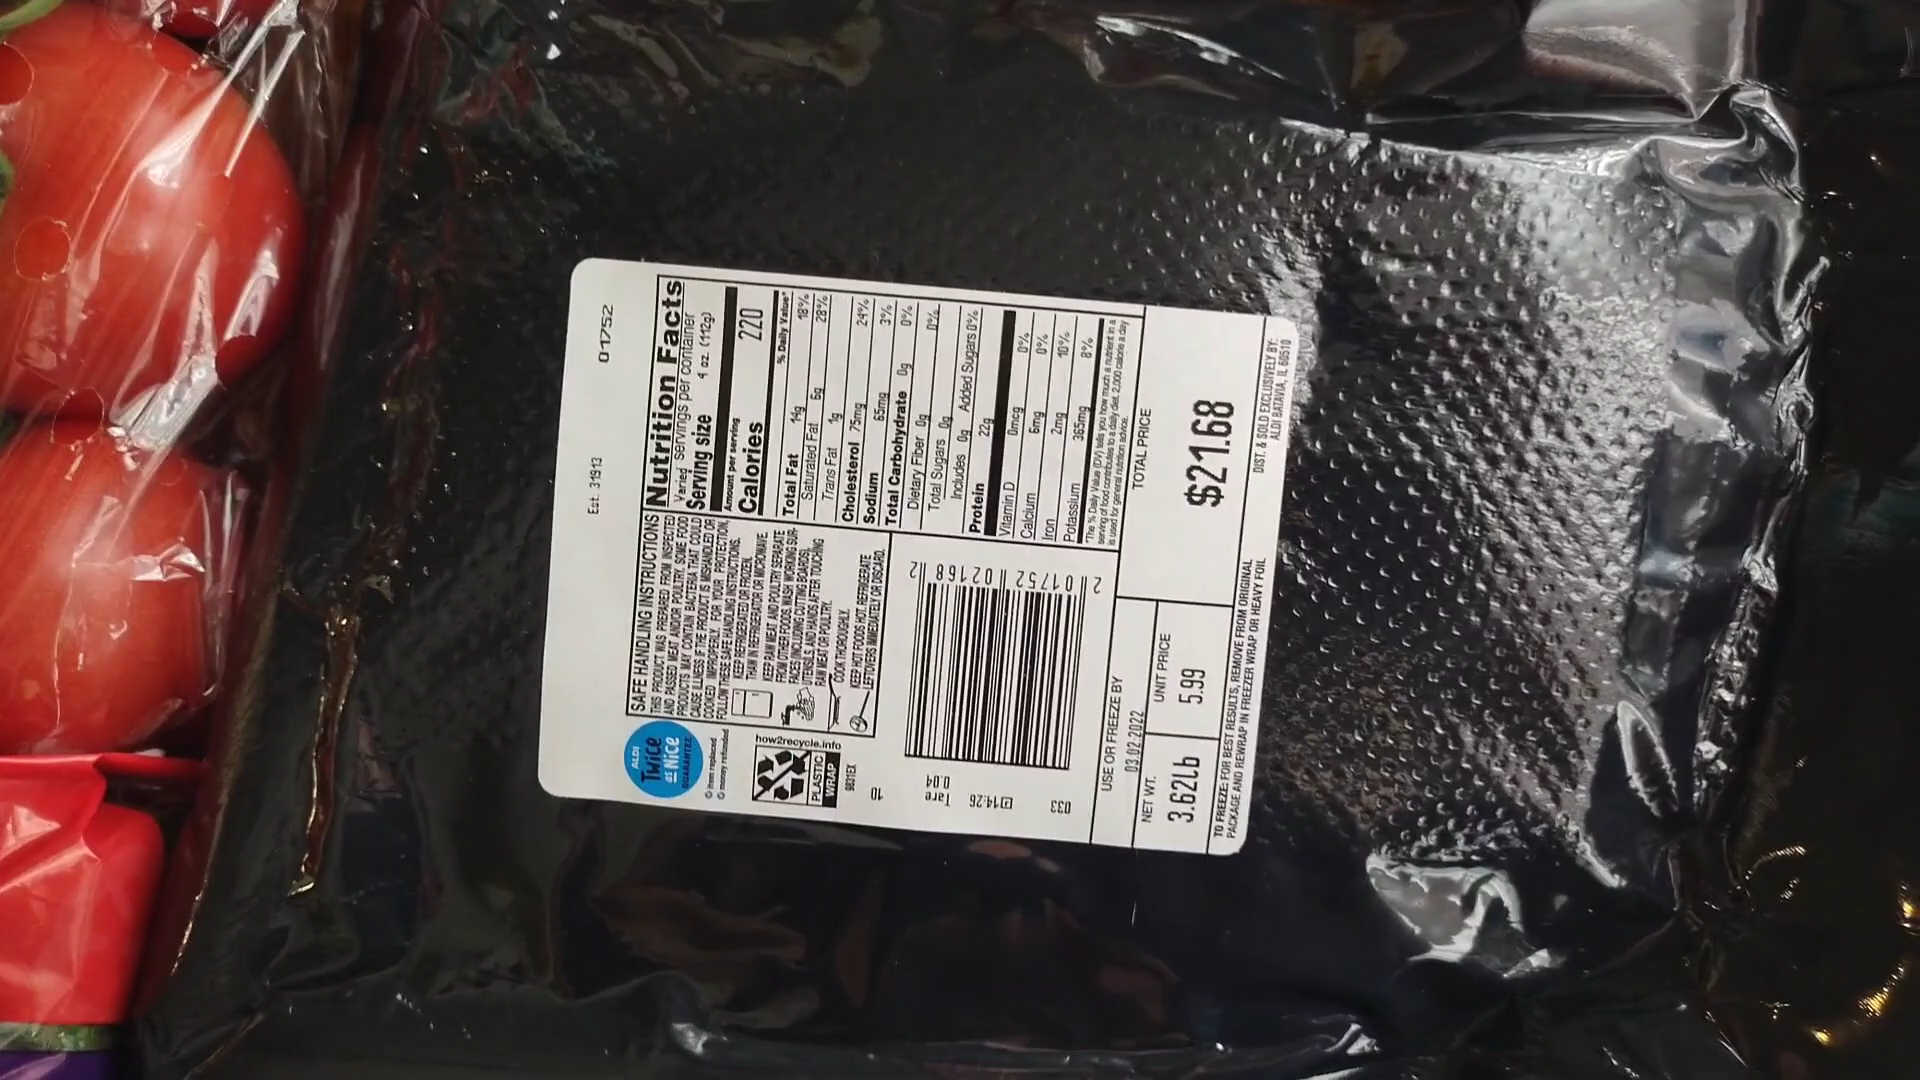 Est. 31913
01752
SAFE HANDLING INSTRUCTIONS
THIS PRODUCT WAS PREPARED FROM INSPECTED
AND PASSED MEAT AND/OR POULTRY. SOME FOOD
PRODUCTS MAY CONTAIN BACTERIA THAT COULD
CAUSE ILLNESS IF THE PRODUCT IS MISHANDLED OR
COOKED IMPROPERLY. FOR YOUR PROTECTION,
FOLLOW THESE SAFE HANDLING INSTRUCTIONS.
KEEP REFRIGERATED OR FROZEN.
THAW IN REFRIGERATOR OR MICROWAVE.
KEEP RAW MEAT AND POULTRY SEPARATE
FROM OTHER FOODS. WASH WORKING SUR-
FACES (INCLUDING CUTTING BOARDS),
UTENSILS, AND HANDS AFTER TOUCHING
RAW MEAT OR POULTRY.
COOK THOROUGHLY.
KEEP HOT FOODS HOT. REFRIGERATE
LEFTOVERS IMMEDIATELY OR DISCARD.
Nutrition Facts
Varied servings per container
Serving size 4 oz. (112g)
Amount per serving
Calories 220
% Daily Value*
Total Fat 14g 18%
Saturated Fat 6g 28%
Trans Fat 1g
Cholesterol 75mg 24%
Sodium 65mg 3%
Total Carbohydrate 0g 0%
Dietary Fiber 0g 0%
Total Sugars 0g
Includes 0g Added Sugars 0%
Protein 22g
Vitamin D 0mcg 0%
Calcium 6mg 0%
Iron 2mg 10%
Potassium 365mg 8%
*The % Daily Value (DV) tells you how much a nutrient in a
serving of food contributes to a daily diet. 2,000 calorie a day
is used for general nutrition advice.
ALDI
Twice
as Nice
GUARANTEE
item replaced
money refunded
how2recycle.info
PLASTIC
WRAP
10
Tare
0.04
14:26
033
2 01752 02168 2
USE OR FREEZE BY
03.02.2022
TOTAL PRICE
$21.68
NET WT.
3.62lb
UNIT PRICE
5.99
TO FREEZE: FOR BEST RESULTS, REMOVE FROM ORIGINAL
PACKAGE AND REWRAP IN FREEZER WRAP OR HEAVY FOIL
DIST. & SOLD EXCLUSIVELY BY:
ALDI BATAVIA, IL 60510